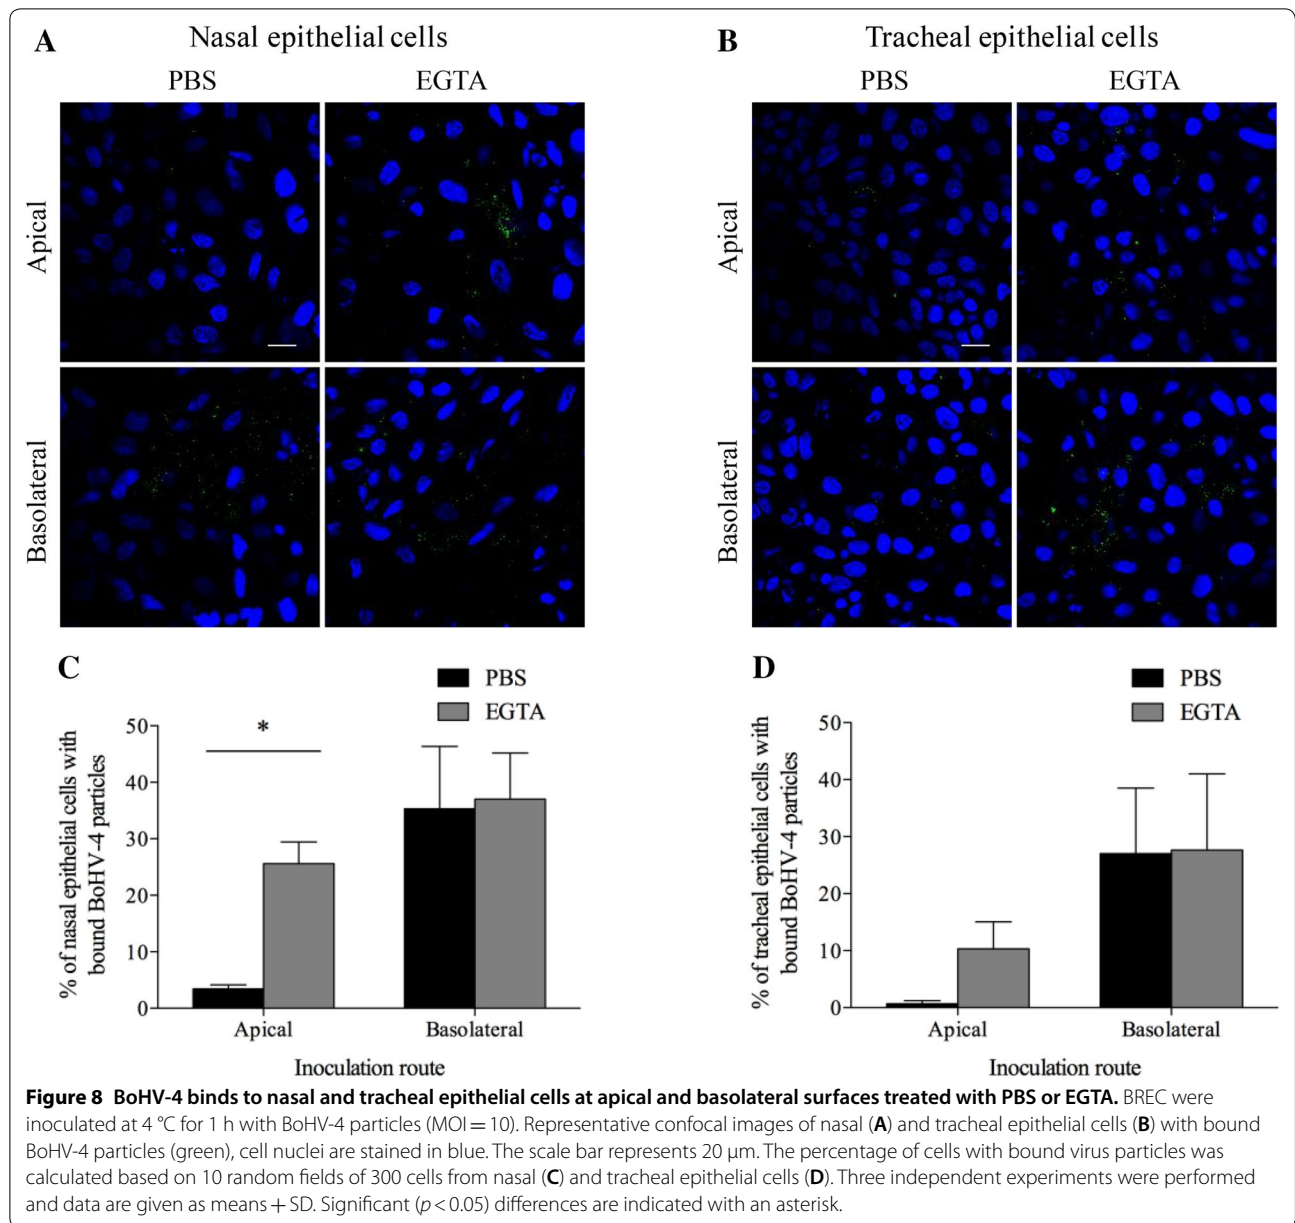 A
Nasal epithelial cells
PBS
EGTA
Apical
Basolateral
B
Tracheal epithelial cells
PBS
EGTA
Apical
Basolateral
C
PBS
EGTA
*
% of nasal epithelial cells with
bound BoHV-4 particles
50
40
30
20
10
0
Apical
Basolateral
Inoculation route
D
PBS
EGTA
% of tracheal epithelial cells with
bound BoHV-4 particles
50
40
30
20
10
0
Apical
Basolateral
Inoculation route
Figure 8 BoHV-4 binds to nasal and tracheal epithelial cells at apical and basolateral surfaces treated with PBS or EGTA. BREC were
inoculated at 4 °C for 1 h with BoHV-4 particles (MOI = 10). Representative confocal images of nasal (A) and tracheal epithelial cells (B) with bound
BoHV-4 particles (green), cell nuclei are stained in blue. The scale bar represents 20 μm. The percentage of cells with bound virus particles was
calculated based on 10 random fields of 300 cells from nasal (C) and tracheal epithelial cells (D). Three independent experiments were performed
and data are given as means + SD. Significant (p < 0.05) differences are indicated with an asterisk.